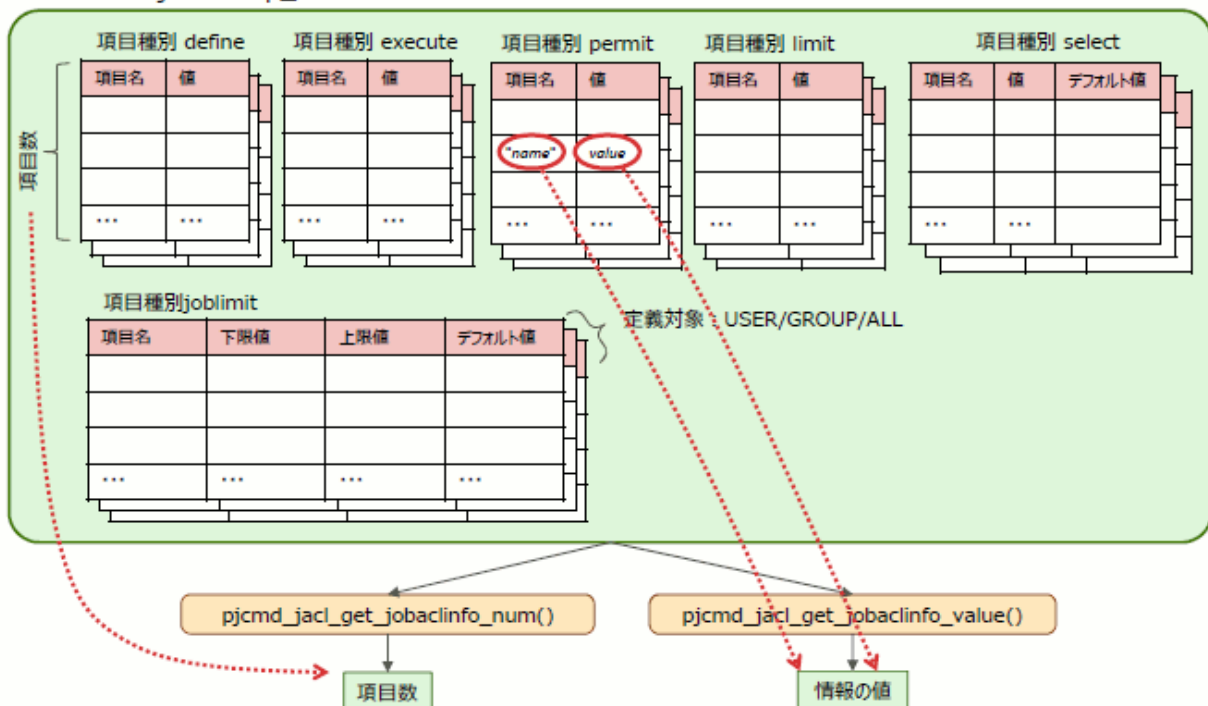 項目種別 define
項目種別 execute
項目種別 permit
項目種別 limit
項目種別 select
項目名 値
項目名 値
項目名 値
項目名 値
項目名 値 デフォルト値
項目数
"name" value
... ...
... ...
... ...
... ...
... ...
項目種別joblimit
定義対象：USER/GROUP/ALL
項目名 下限値 上限値 デフォルト値
... ... ... ...
pjcmd_jacl_get_jobaclinfo_num()
pjcmd_jacl_get_jobaclinfo_value()
項目数
情報の値